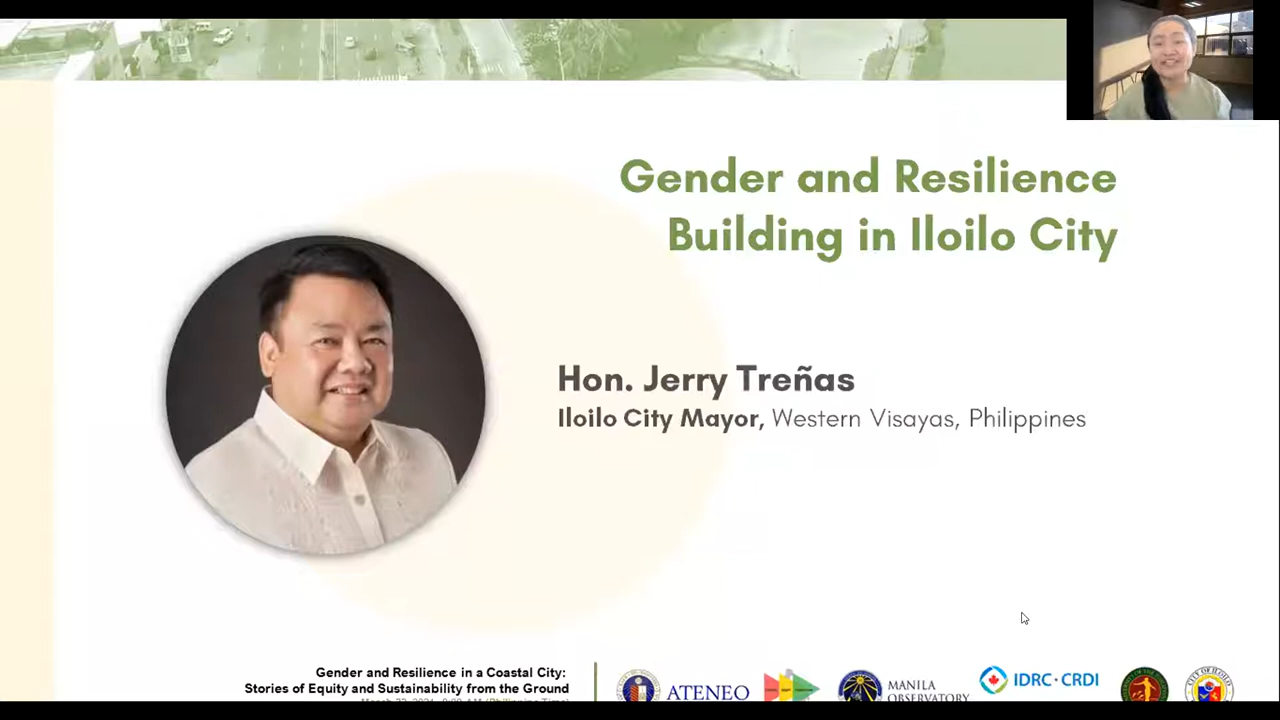 Gender and Resilience
Building in Iloilo City
Hon. Jerry Treñas
Iloilo City Mayor, Western Visayas, Philippines
Gender and Resilience in a Coastal City:
Stories of Equity and Sustainability from the Ground
ATENEO
MANILA
OBSERVATORY
IDRC · CRDI